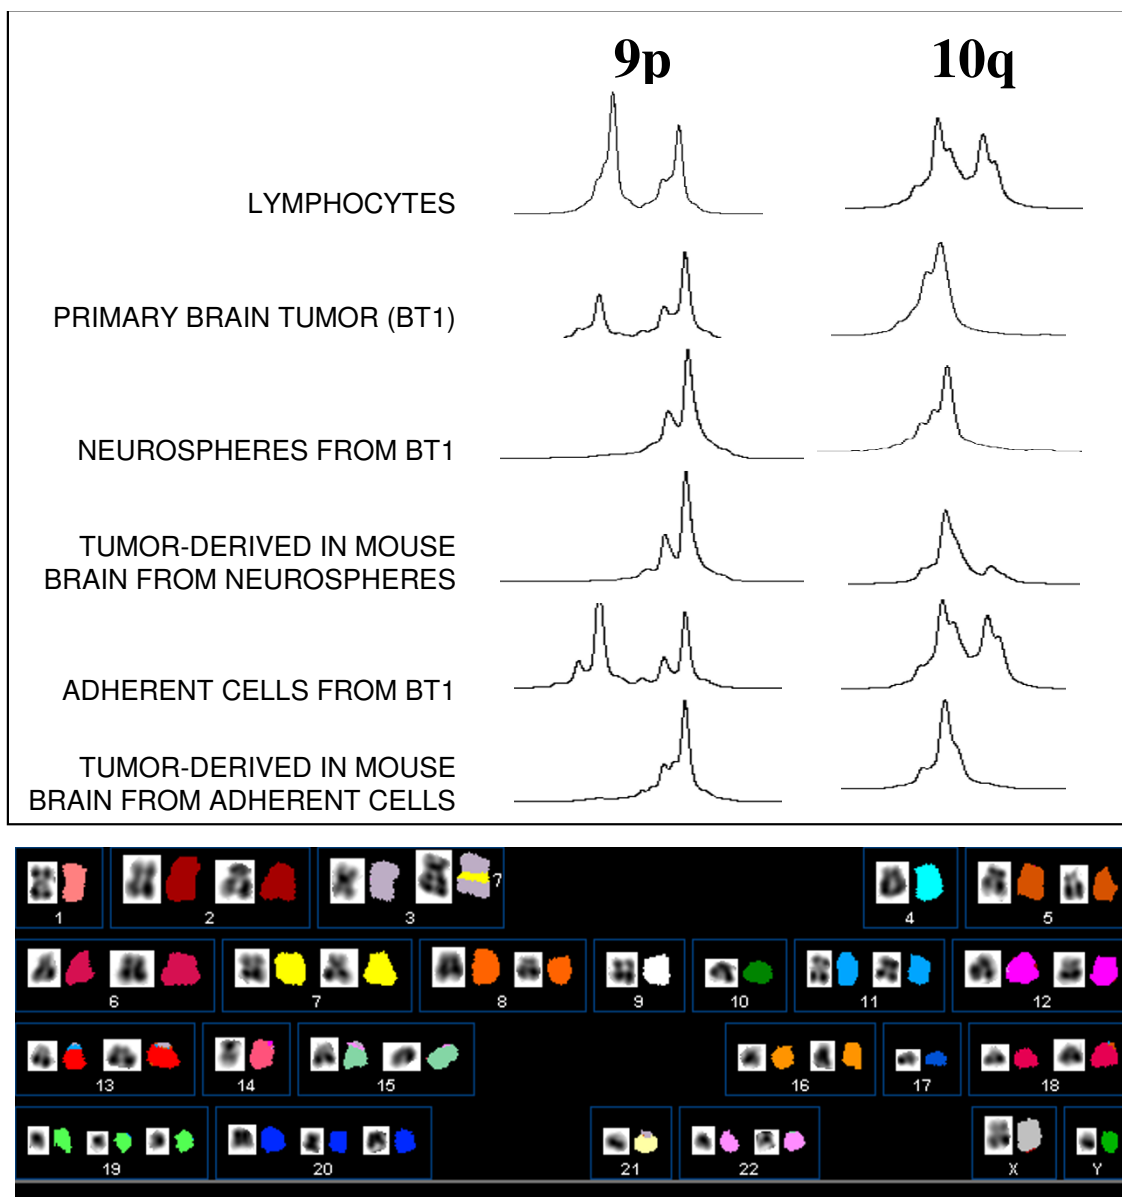 9p 10q
LYMPHOCYTES
PRIMARY BRAIN TUMOR (BT1)
NEUROSPHERES FROM BT1
TUMOR-DERIVED IN MOUSE
BRAIN FROM NEUROSPHERES
ADHERENT CELLS FROM BT1
TUMOR-DERIVED IN MOUSE
BRAIN FROM ADHERENT CELLS
7
1 2 3 4 5
6 7 8 9 10 11 12
13 14 15 16 17 18
19 20 21 22 X Y